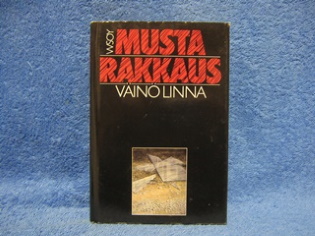 WSOY
MUSTA
RAKKAUS
VÄINÖ LINNA